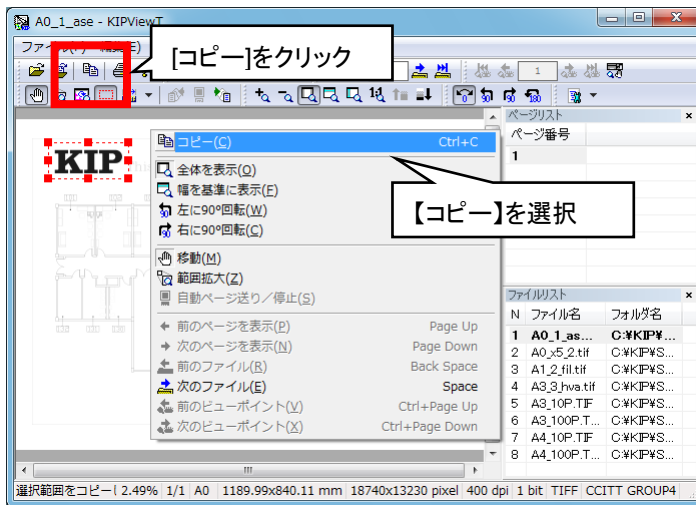 A0_1_ase - KIPViewT
[コピー]をクリック
1
ページリスト
ページ番号
1
KIP
コピー(C) Ctrl+C
全体を表示(O)
幅を基準に表示(F)
左に90°回転(W)
右に90°回転(C)
移動(M)
範囲拡大(Z)
自動ページ送り／停止(S)
前のページを表示(P) Page Up
次のページを表示(N) Page Down
前のファイル(R) Back Space
次のファイル(E) Space
前のビューポイント(V) Ctrl+Page Up
次のビューポイント(X) Ctrl+Page Down
【コピー】を選択
ファイルリスト
N ファイル名 フォルダ名
1 A0_1_as... C:¥KIP¥...
2 A0_x5_2.tif C:¥KIP¥S...
3 A1_2_fil.tif C:¥KIP¥S...
4 A3_3_hva.tif C:¥KIP¥S...
5 A3_10P.TIF C:¥KIP¥S...
6 A3_100P.T... C:¥KIP¥S...
7 A4_10P.TIF C:¥KIP¥S...
8 A4_100P.T... C:¥KIP¥S...
選択範囲をコピー 2.49% 1/1 A0 1189.99x840.11 mm 18740x13230 pixel 400 dpi 1 bit TIFF CCITT GROUP4